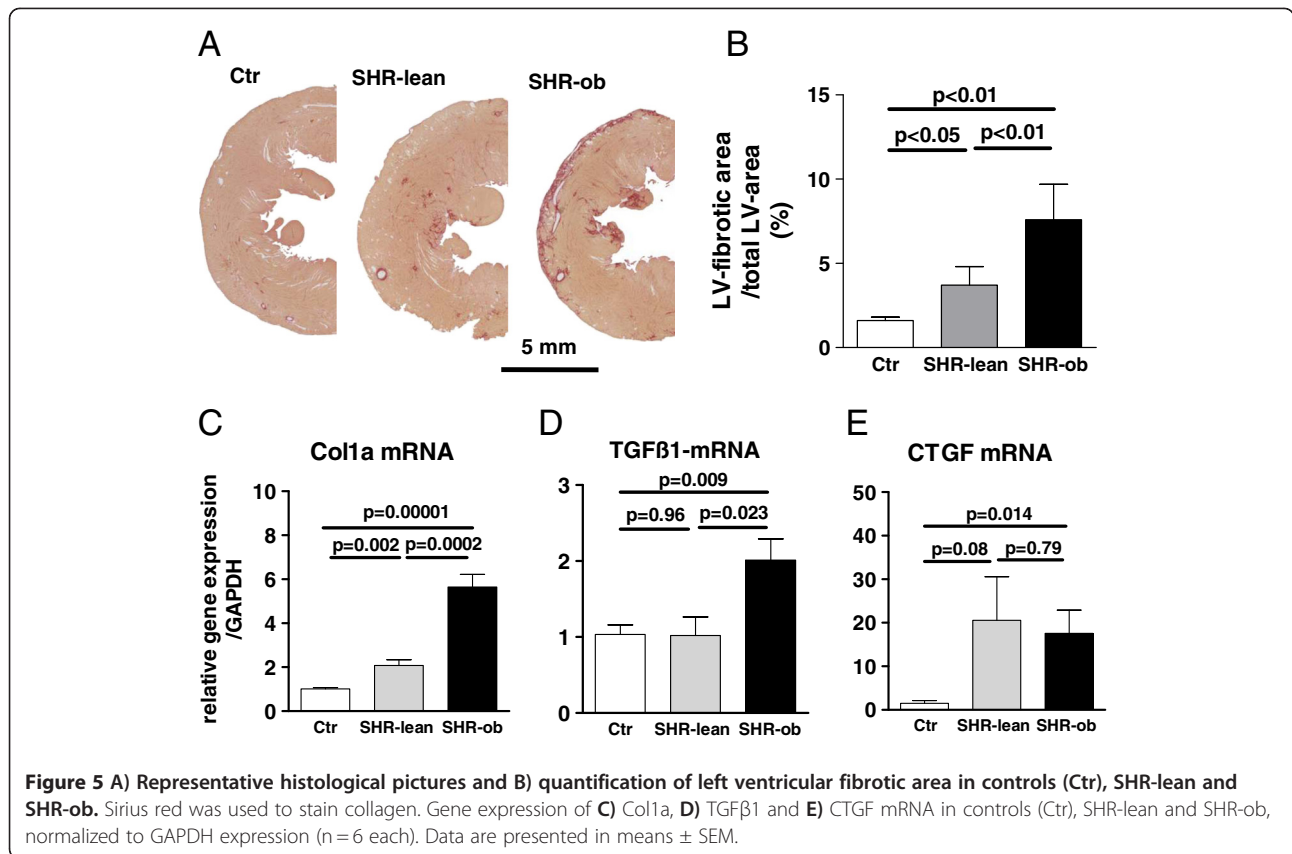 A
Ctr
SHR-lean
SHR-ob
5 mm
B
LV-fibrotic area
/total LV-area
(%)
15
10
5
0
p<0.01
p<0.05
p<0.01
Ctr
SHR-lean
SHR-ob
C
Col1a mRNA
relative gene expression
/GAPDH
10
8
6
4
2
0
p=0.00001
p=0.002
p=0.0002
Ctr
SHR-lean
SHR-ob
D
TGFß1-mRNA
3
2
1
0
p=0.009
p=0.96
p=0.023
Ctr
SHR-lean
SHR-ob
E
CTGF mRNA
50
40
30
20
10
0
p=0.014
p=0.08
p=0.79
Ctr
SHR-lean
SHR-ob
Figure 5 A) Representative histological pictures and B) quantification of left ventricular fibrotic area in controls (Ctr), SHR-lean and
SHR-ob. Sirius red was used to stain collagen. Gene expression of C) Col1a, D) TGFβ1 and E) CTGF mRNA in controls (Ctr), SHR-lean and SHR-ob,
normalized to GAPDH expression (n = 6 each). Data are presented in means ± SEM.